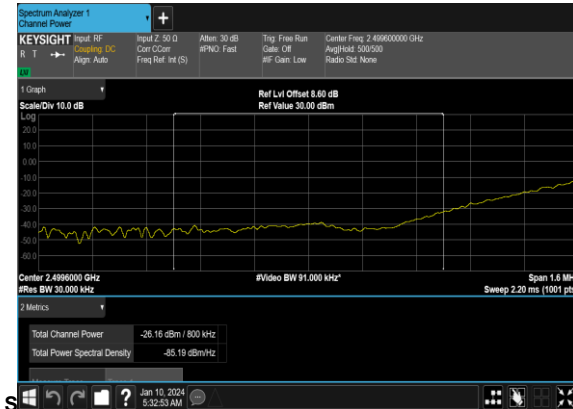 Spectrum Analyzer 1
Channel Power
+
KEYSIGHT
R T
Input: RF
Coupling: DC
Align: Auto
Input Z: 50 Ω
Corr CCorr
Freq Ref: Int (S)
Atten: 30 dB
#PNO: Fast
Trig: Free Run
Gate: Off
#IF Gain: Low
Center Freq: 2.499600000 GHz
Avg|Hold: 500/500
Radio Std: None
1 Graph
Scale/Div 10.0 dB
Ref Lvl Offset 8.60 dB
Ref Value 30.00 dBm
Log
20.0
10.0
0.00
-10.0
-20.0
-30.0
-40.0
-50.0
-60.0
Center 2.4996000 GHz
#Res BW 30.000 kHz
#Video BW 91.000 kHz*
Span 1.6 MH
Sweep 2.20 ms (1001 pts
2 Metrics
Total Channel Power -26.16 dBm / 800 kHz
Total Power Spectral Density -85.19 dBm/Hz
S
?
Jan 10, 2024
5:32:53 AM